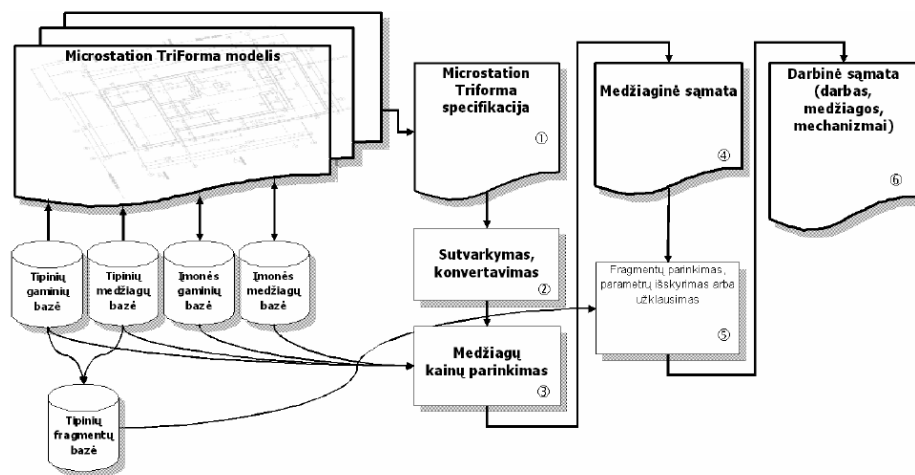 Microstation TriForma modelis
Microstation
Triforma
specifikacija
①
Medžiaginė sąmata
④
Darbinė sąmata
(darbas,
medžiagos,
mechanizmai)
⑥
Tipinių
gaminių
bazė
Tipinių
medžiagų
bazė
Įmonės
gaminių
bazė
Įmonės
medžiagų
bazė
Sutvarkymas,
konvertavimas
②
Fragmentų parinkimas,
parametrų išskyrimas arba
užklausimas
⑤
Medžiagų
kainų parinkimas
③
Tipinių
fragmentų
bazė